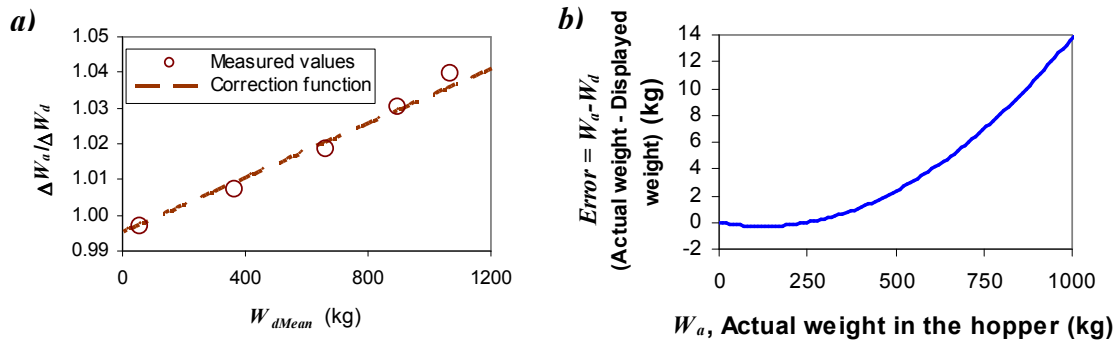 a)
1.05
1.04
1.03
1.02
1.01
1.00
0.99
ΔWa/ΔWd
Measured values
Correction function
0 400 800 1200
WdMean (kg)
b)
Error = Wa-Wd
(Actual weight - Displayed
weight) (kg)
14
12
10
8
6
4
2
0
-2
0 250 500 750 1000
Wa, Actual weight in the hopper (kg)